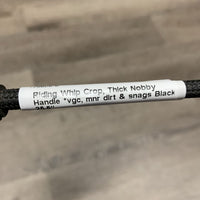 Riding Whip Crop, Thick Nobby
Handle *vgc, mnr dirt & snags Black